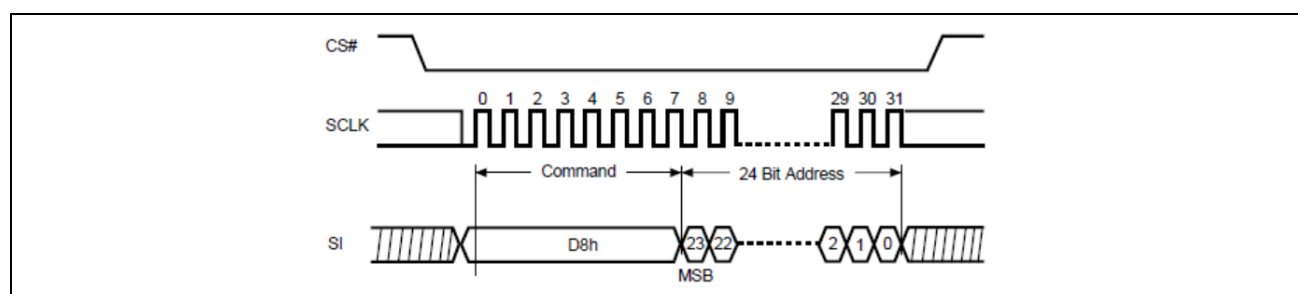 CS#
0 1 2 3 4 5 6 7 8 9 29 30 31
SCLK
Command 24 Bit Address
SI D8h 23 22 2 1 0
MSB